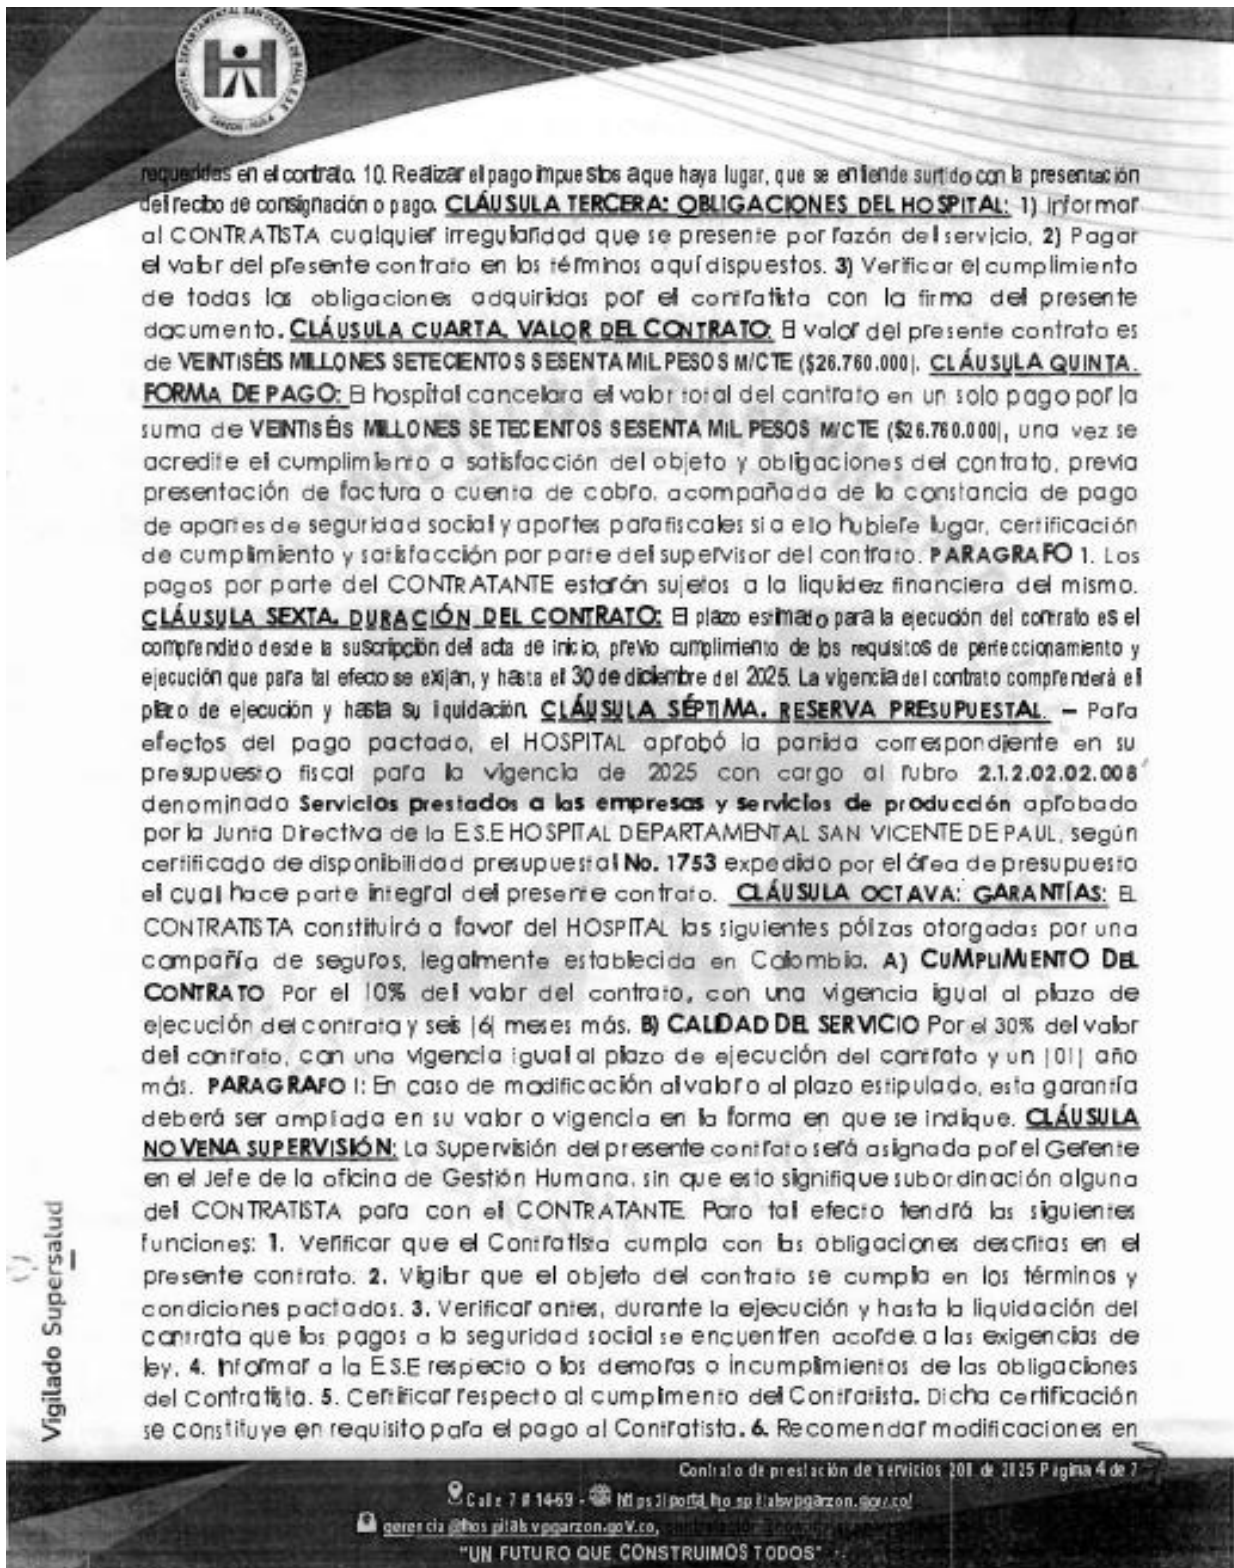 HOSPITAL DEPARTAMENTAL SAN VICENTE DE PAUL E.S.E
GARZON - HUILA
requeridas en el contrato. 10. Realizar el pago impuestos a que haya lugar, que se entiende surtido con la presentación
del recibo de consignación o pago. CLÁUSULA TERCERA: OBLIGACIONES DEL HOSPITAL: 1) Informar
al CONTRATISTA cualquier irregularidad que se presente por razón del servicio, 2) Pagar
el valor del presente contrato en los términos aquí dispuestos. 3) Verificar el cumplimiento
de todas las obligaciones adquiridas por el contratista con la firma del presente
documento. CLÁUSULA CUARTA. VALOR DEL CONTRATO: El valor del presente contrato es
de VEINTISÉIS MILLONES SETECIENTOS SESENTA MIL PESOS M/CTE ($26.760.000). CLÁUSULA QUINTA.
FORMA DE PAGO: El hospital cancelara el valor total del contrato en un solo pago por la
suma de VEINTISÉIS MILLONES SETECIENTOS SESENTA MIL PESOS M/CTE ($26.760.000), una vez se
acredite el cumplimiento a satisfacción del objeto y obligaciones del contrato, previa
presentación de factura o cuenta de cobro, acompañada de la constancia de pago
de aportes de seguridad social y aportes parafiscales si a ello hubiere lugar, certificación
de cumplimiento y satisfacción por parte del supervisor del contrato. PARAGRAFO 1. Los
pagos por parte del CONTRATANTE estarán sujetos a la liquidez financiera del mismo.
CLÁUSULA SEXTA. DURACIÓN DEL CONTRATO: El plazo estimado para la ejecución del contrato es el
comprendido desde la suscripción del acta de inicio, previo cumplimiento de los requisitos de perfeccionamiento y
ejecución que para tal efecto se exijan, y hasta el 30 de diciembre del 2025. La vigencia del contrato comprenderá el
plazo de ejecución y hasta su liquidación. CLÁUSULA SÉPTIMA. RESERVA PRESUPUESTAL. – Para
efectos del pago pactado, el HOSPITAL aprobó la partida correspondiente en su
presupuesto fiscal para la vigencia de 2025 con cargo al rubro 2.1.2.02.02.008
denominado Servicios prestados a las empresas y servicios de producción aprobado
por la Junta Directiva de la E.S.E HOSPITAL DEPARTAMENTAL SAN VICENTE DE PAUL, según
certificado de disponibilidad presupuestal No. 1753 expedido por el área de presupuesto
el cual hace parte integral del presente contrato. CLÁUSULA OCTAVA: GARANTÍAS: EL
CONTRATISTA constituirá a favor del HOSPITAL las siguientes pólizas otorgadas por una
compañía de seguros, legalmente establecida en Colombia. A) CUMPLIMIENTO DEL
CONTRATO Por el 10% del valor del contrato, con una vigencia igual al plazo de
ejecución del contrato y seis (6) meses más. B) CALIDAD DEL SERVICIO Por el 30% del valor
del contrato, con una vigencia igual al plazo de ejecución del contrato y un (01) año
más. PARAGRAFO I: En caso de modificación al valor o al plazo estipulado, esta garantía
deberá ser ampliada en su valor o vigencia en la forma en que se indique. CLÁUSULA
NOVENA SUPERVISIÓN: La Supervisión del presente contrato será asignada por el Gerente
en el Jefe de la oficina de Gestión Humana, sin que esto signifique subordinación alguna
del CONTRATISTA para con el CONTRATANTE. Para tal efecto tendrá las siguientes
funciones: 1. Verificar que el Contratista cumpla con las obligaciones descritas en el
presente contrato. 2. Vigilar que el objeto del contrato se cumpla en los términos y
condiciones pactados. 3. Verificar antes, durante la ejecución y hasta la liquidación del
contrato que los pagos a la seguridad social se encuentren acorde a las exigencias de
ley. 4. Informar a la E.S.E respecto a las demoras o incumplimientos de las obligaciones
del Contratista. 5. Certificar respecto al cumplimento del Contratista. Dicha certificación
se constituye en requisito para el pago al Contratista. 6. Recomendar modificaciones en
Vigilado Supersalud
Contrato de prestación de servicios 208 de 2025 Pagina 4 de 7
Calle 7 # 14-69 - https://portal.hospitalsvpgarzon.gov.co/
gerencia@hospitalsvpgarzon.gov.co,
"UN FUTURO QUE CONSTRUIMOS TODOS"